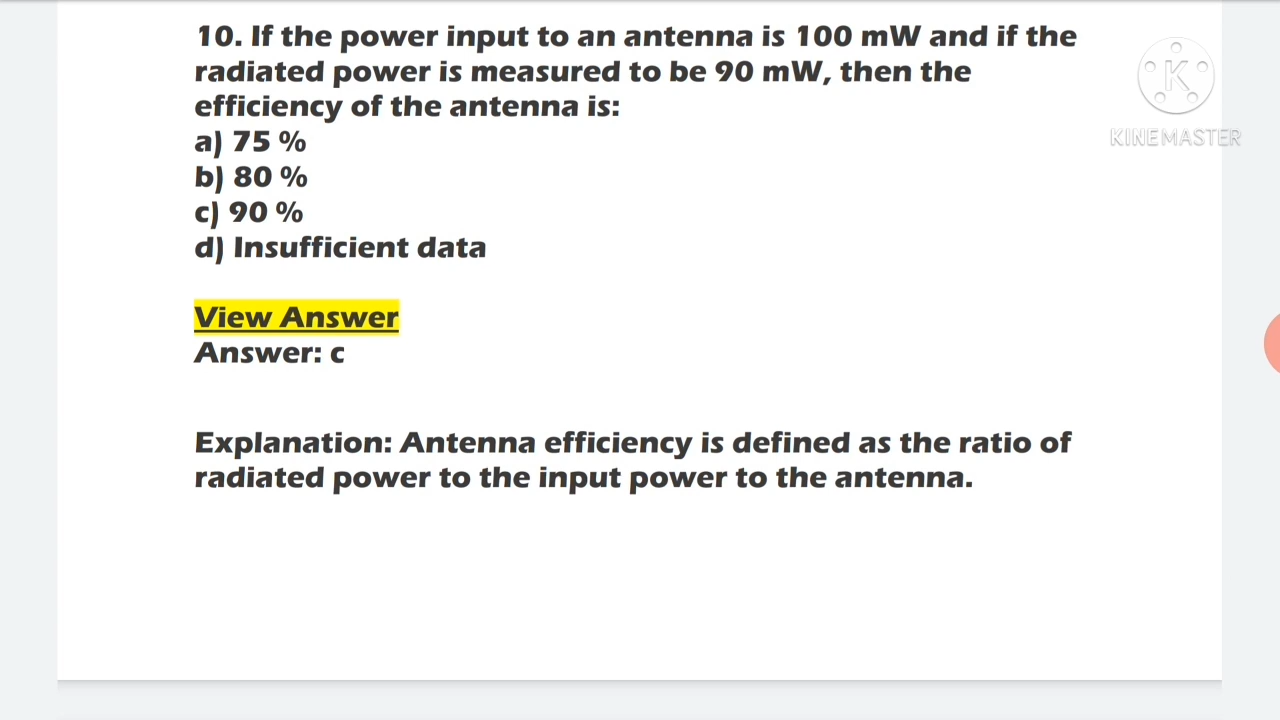 10. If the power input to an antenna is 100 mW and if the
radiated power is measured to be 90 mW, then the
efficiency of the antenna is:
a) 75 %
b) 80 %
c) 90 %
d) Insufficient data
View Answer
Answer: c
Explanation: Antenna efficiency is defined as the ratio of
radiated power to the input power to the antenna.
K
KINEMASTER